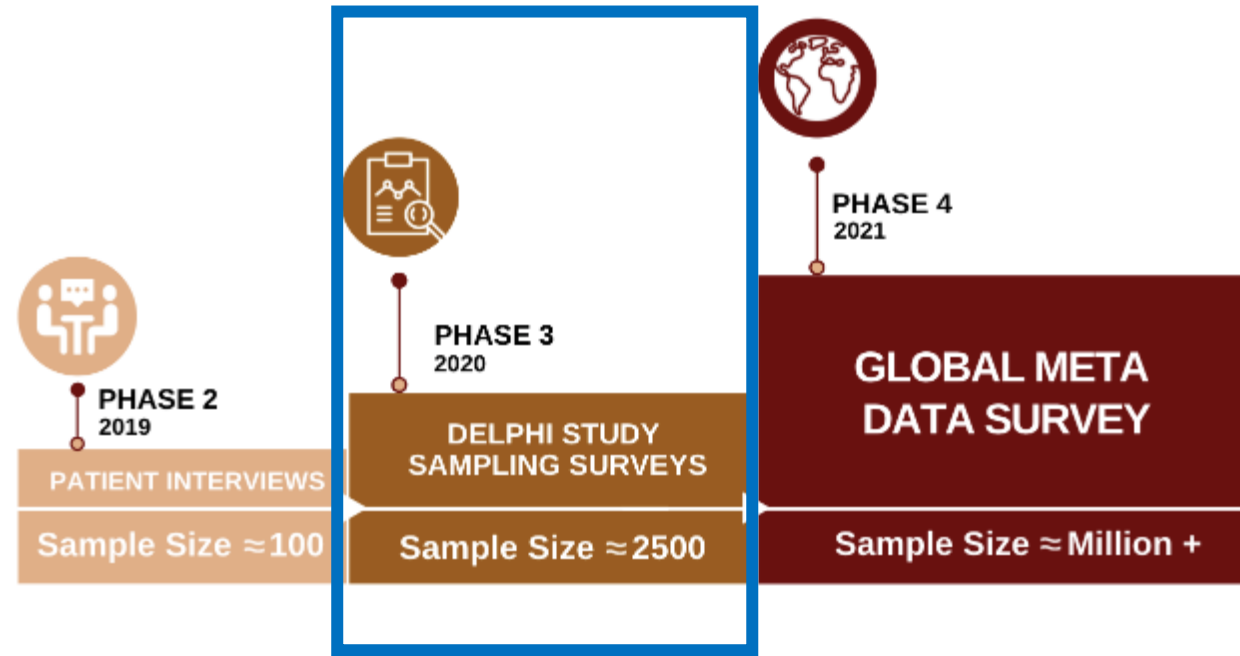 PHASE 2
2019
PATIENT INTERVIEWS
Sample Size ≈100
PHASE 3
2020
DELPHI STUDY
SAMPLING SURVEYS
Sample Size ≈2500
PHASE 4
2021
GLOBAL META
DATA SURVEY
Sample Size ≈Million +